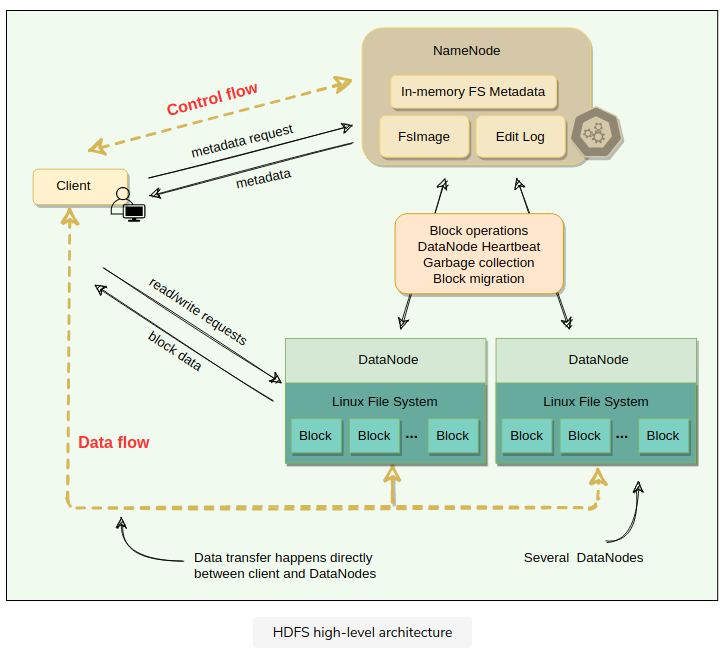 NameNode
In-memory FS Metadata
FsImage
Edit Log
Control flow
metadata request
metadata
Client
Block operations
DataNode Heartbeat
Garbage collection
Block migration
read/write requests
block data
DataNode
Linux File System
Block
Block
...
Block
DataNode
Linux File System
Block
Block
...
Block
Data flow
Data transfer happens directly
between client and DataNodes
Several DataNodes
HDFS high-level architecture